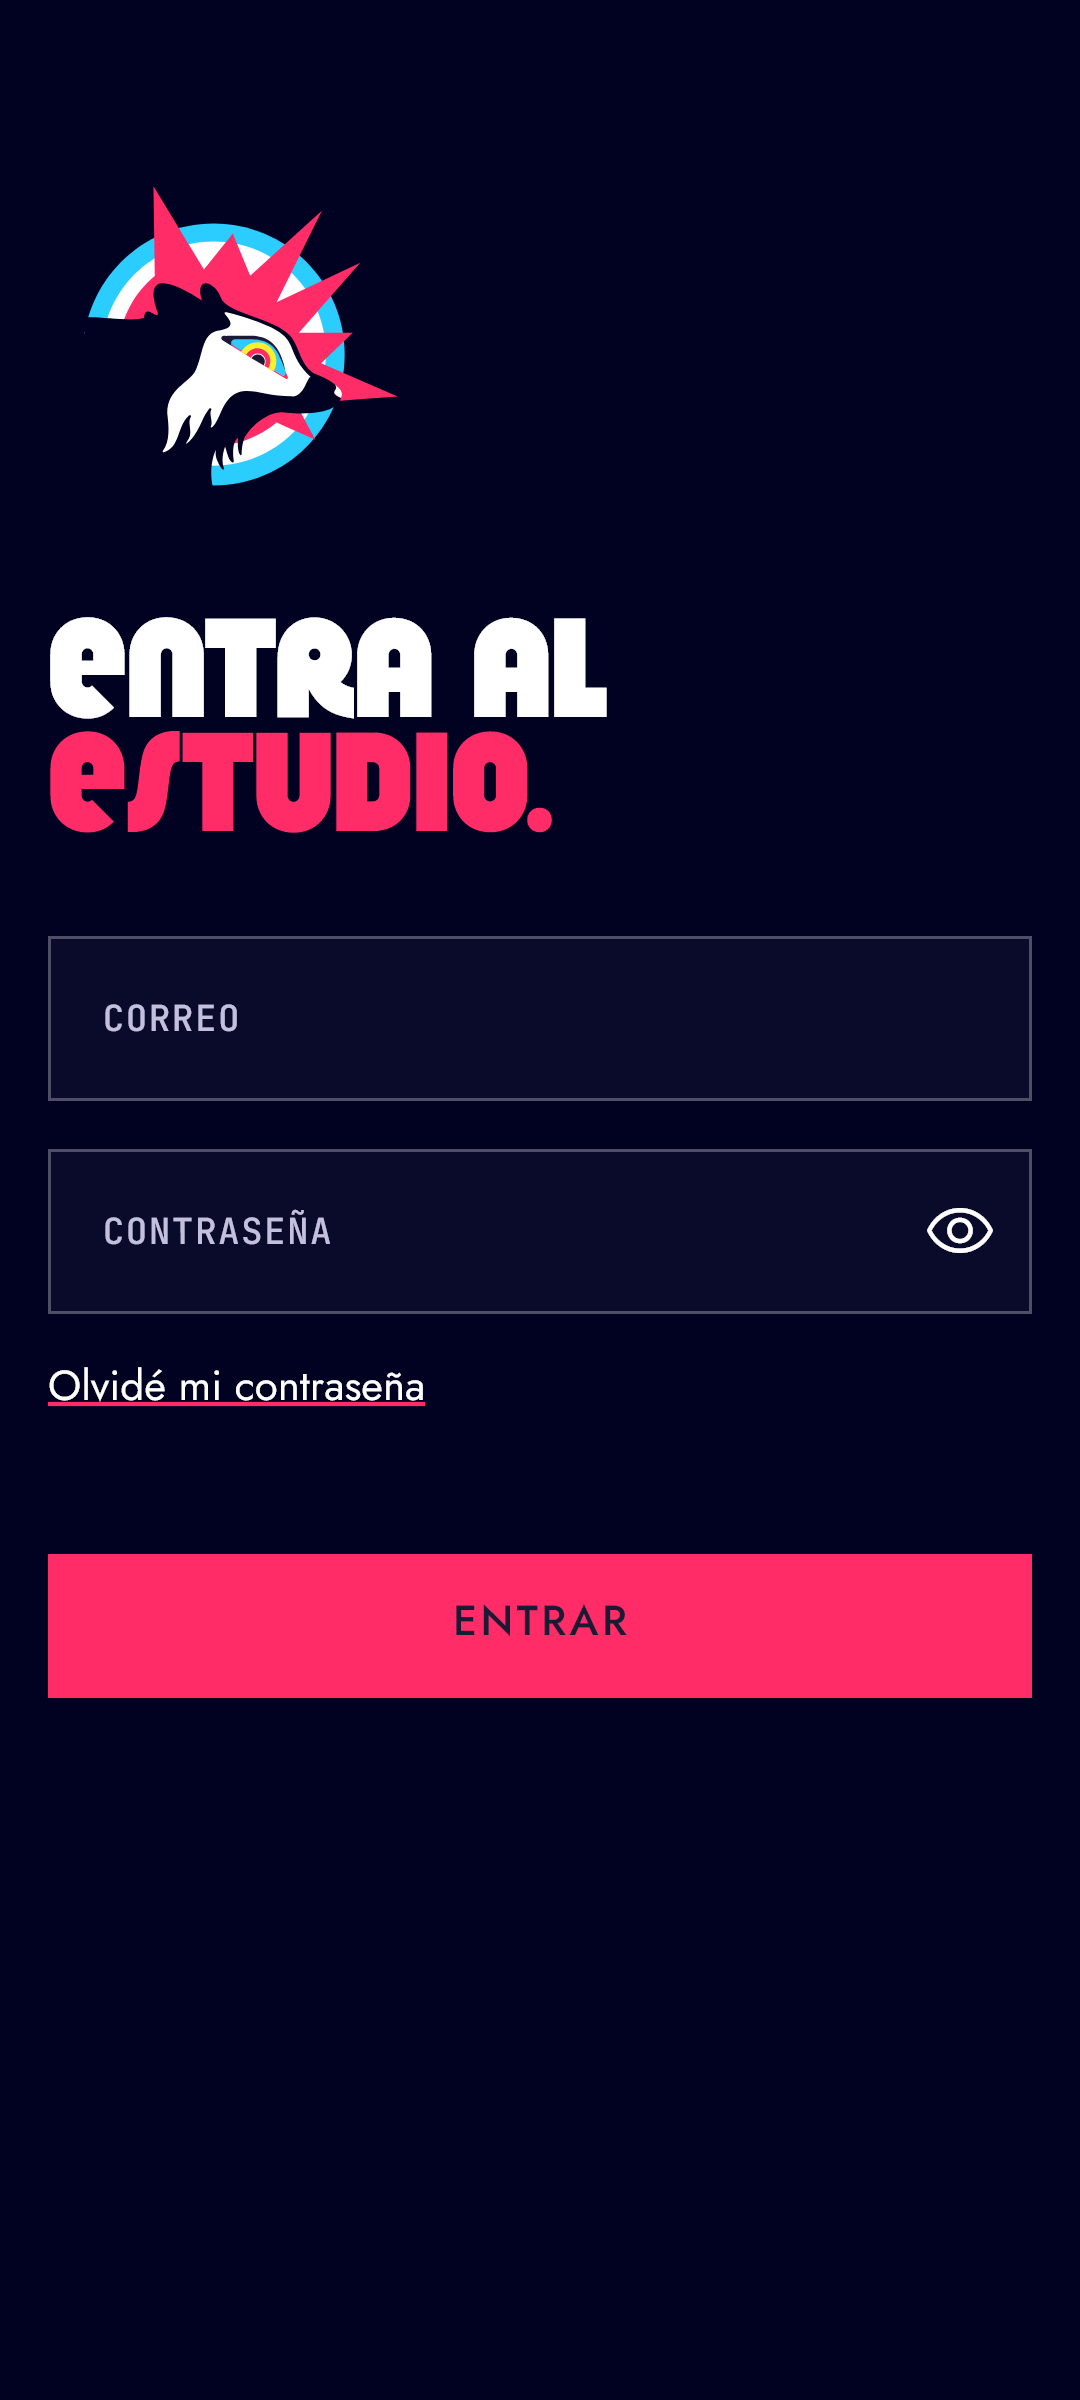 ENTRA AL
ESTUDIO.
CORREO
CONTRASEÑA
Olvidé mi contraseña
ENTRAR